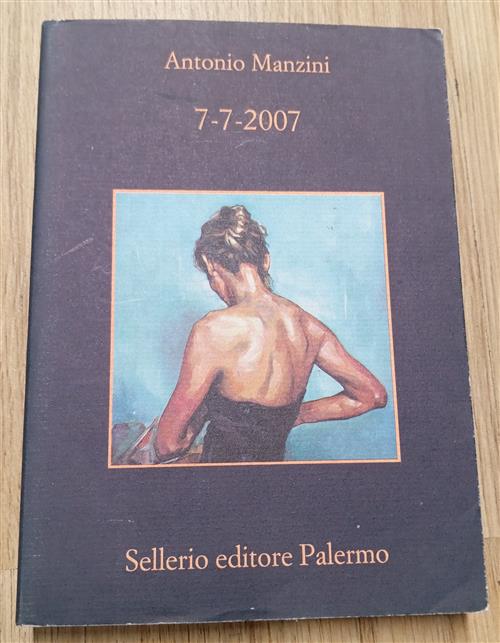 Antonio Manzini
7-7-2007
Sellerio editore Palermo